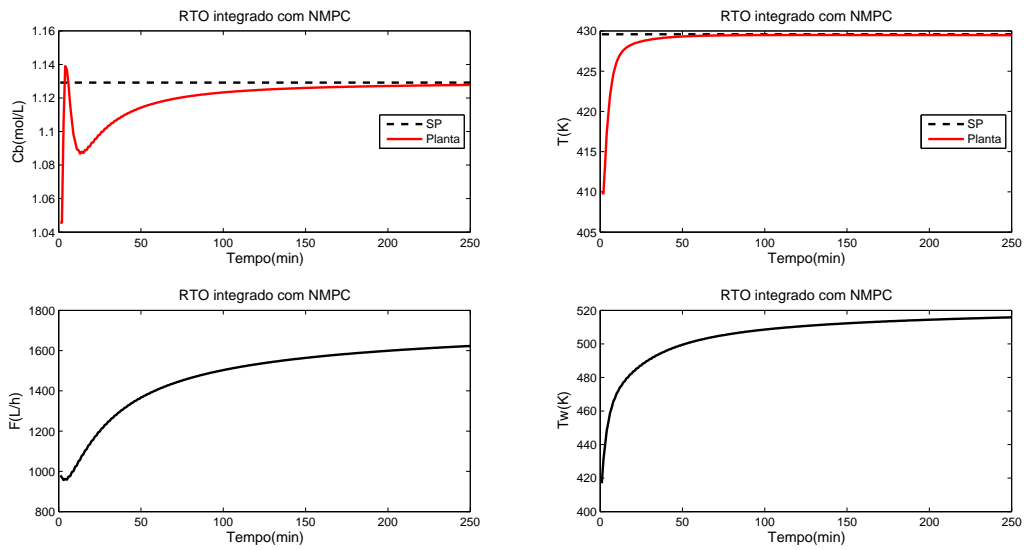 RTO integrado com NMPC
1.16
1.14
1.12
1.1
1.08
1.06
1.04
Cb(mol/L)
0 50 100 150 200 250
Tempo(min)
SP
Planta
RTO integrado com NMPC
430
425
420
415
410
405
T(K)
0 50 100 150 200 250
Tempo(min)
SP
Planta
RTO integrado com NMPC
1800
1600
1400
1200
1000
800
F(L/h)
0 50 100 150 200 250
Tempo(min)
RTO integrado com NMPC
520
500
480
460
440
420
400
Tw(K)
0 50 100 150 200 250
Tempo(min)